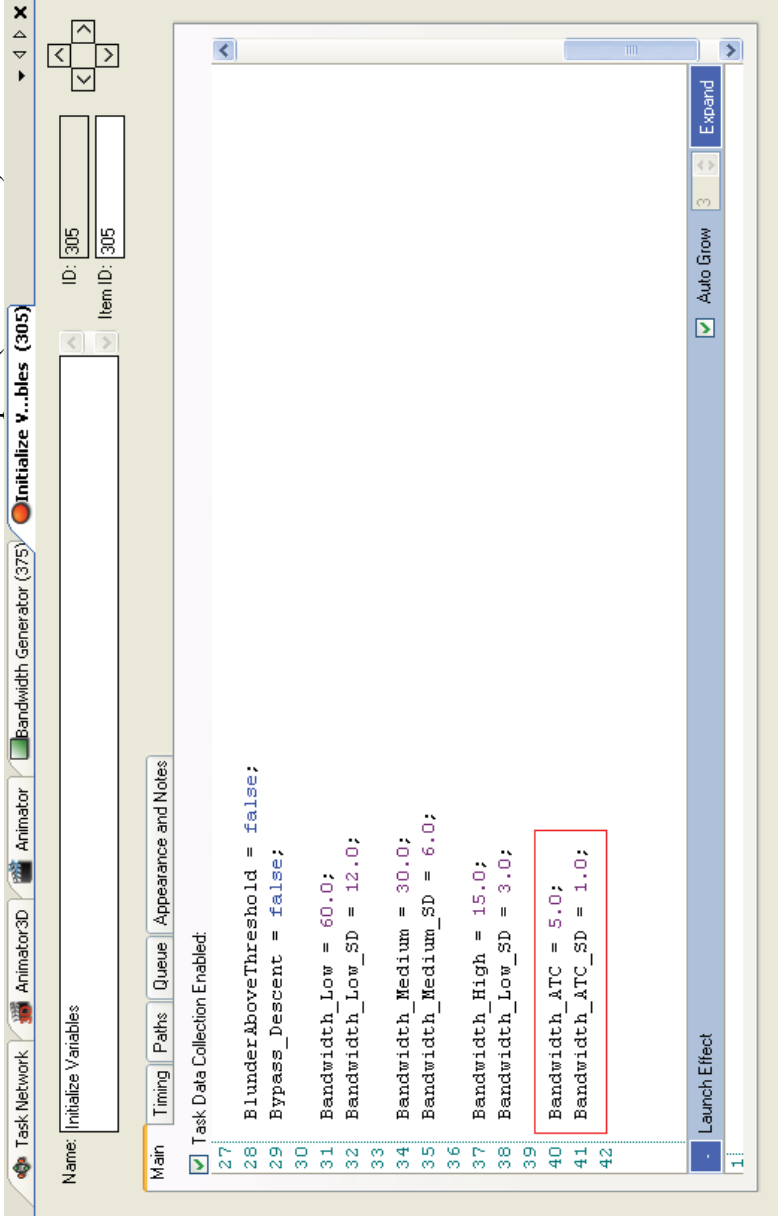 Task Network Animator3D Animator Bandwidth Generator (375) Initialize V...bles (305)
Name: Initialize Variables ID: 305
Item ID: 305
Main Timing Paths Queue Appearance and Notes
Task Data Collection Enabled:
27
28 BlunderAboveThreshold = false;
29 Bypass_Descent = false;
30
31 Bandwidth_Low = 60.0;
32 Bandwidth_Low_SD = 12.0;
33
34 Bandwidth_Medium = 30.0;
35 Bandwidth_Medium_SD = 6.0;
36
37 Bandwidth_High = 15.0;
38 Bandwidth_Low_SD = 3.0;
39
40 Bandwidth_ATC = 5.0;
41 Bandwidth_ATC_SD = 1.0;
42
- Launch Effect Auto Grow 3 Expand
1